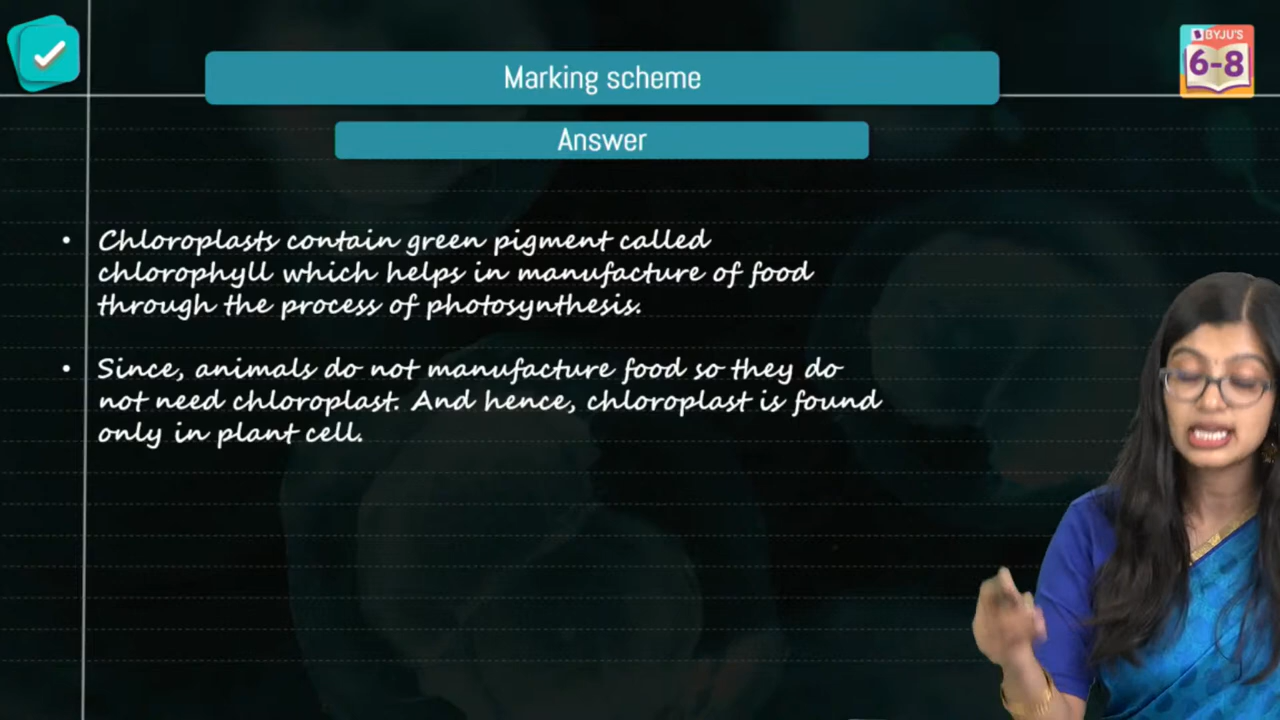 BYJU'S
6-8
Marking scheme
Answer
• Chloroplasts contain green pigment called
chlorophyll which helps in manufacture of food
through the process of photosynthesis.
• Since, animals do not manufacture food so they do
not need chloroplast. And hence, chloroplast is found
only in plant cell.